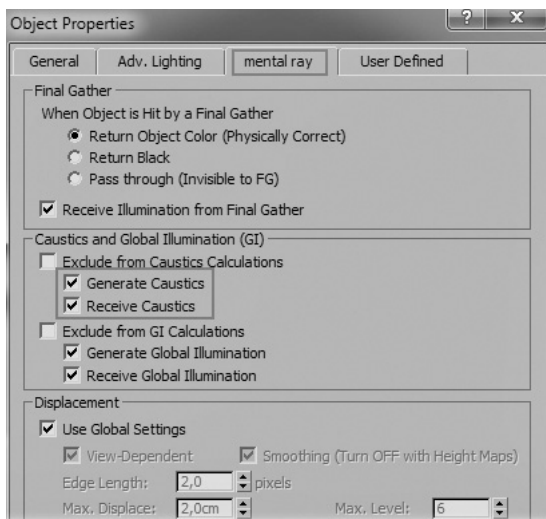 Object Properties ? X
General Adv. Lighting mental ray User Defined
Final Gather
When Object is Hit by a Final Gather
Return Object Color (Physically Correct)
Return Black
Pass through (Invisible to FG)
Receive Illumination from Final Gather
Caustics and Global Illumination (GI)
Exclude from Caustics Calculations
Generate Caustics
Receive Caustics
Exclude from GI Calculations
Generate Global Illumination
Receive Global Illumination
Displacement
Use Global Settings
View-Dependent Smoothing (Turn OFF with Height Maps)
Edge Length: 2,0 pixels
Max. Displace: 2,0cm Max. Level: 6